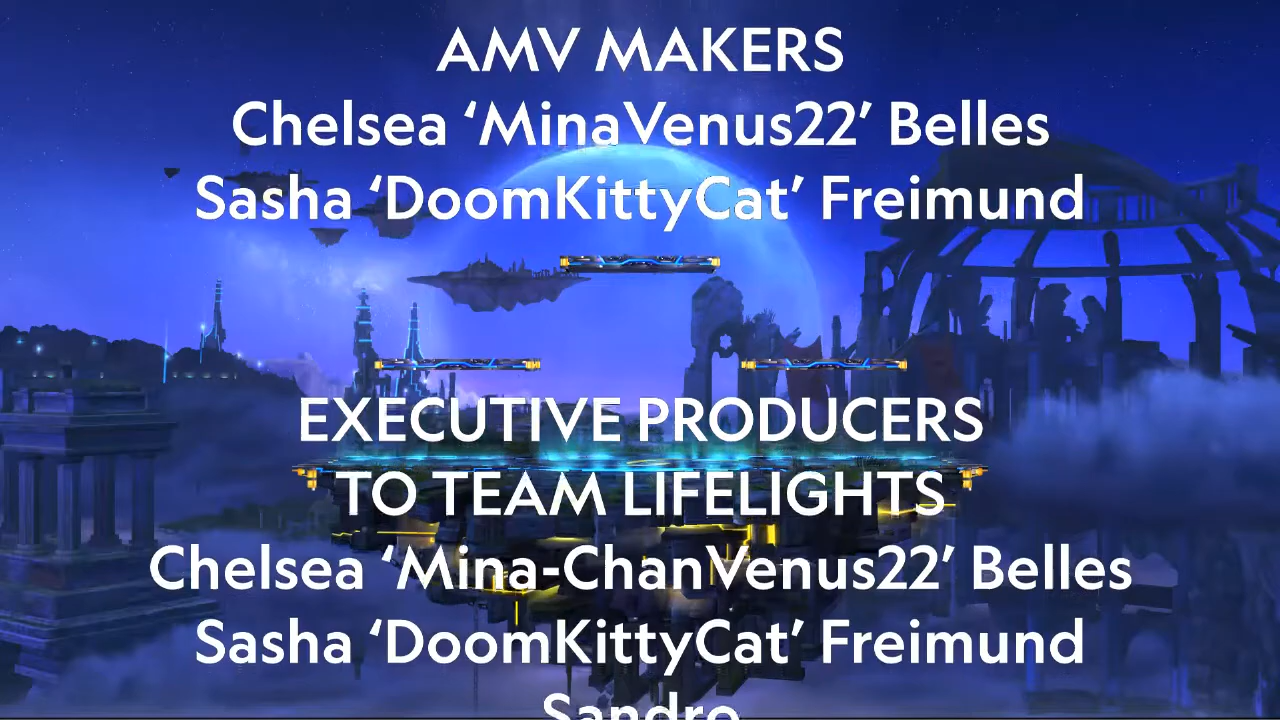 AMV MAKERS
Chelsea ‘MinaVenus22’ Belles
Sasha ‘DoomKittyCat’ Freimund
EXECUTIVE PRODUCERS
TO TEAM LIFELIGHTS
Chelsea ‘Mina-ChanVenus22’ Belles
Sasha ‘DoomKittyCat’ Freimund
Sandro